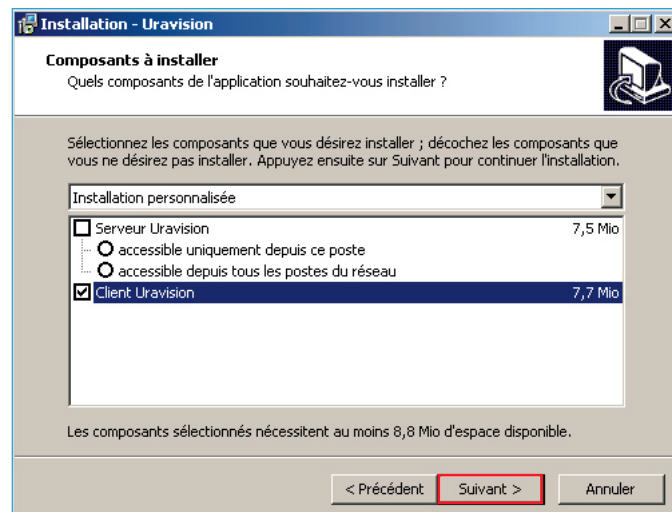 Installation - Uravision
Composants à installer
Quels composants de l'application souhaitez-vous installer ?
Sélectionnez les composants que vous désirez installer ; décochez les composants que
vous ne désirez pas installer. Appuyez ensuite sur Suivant pour continuer l'installation.
Installation personnalisée
Serveur Uravision 7,5 Mio
accessible uniquement depuis ce poste
accessible depuis tous les postes du réseau
Client Uravision 7,7 Mio
Les composants sélectionnés nécessitent au moins 8,8 Mio d'espace disponible.
< Précédent Suivant > Annuler